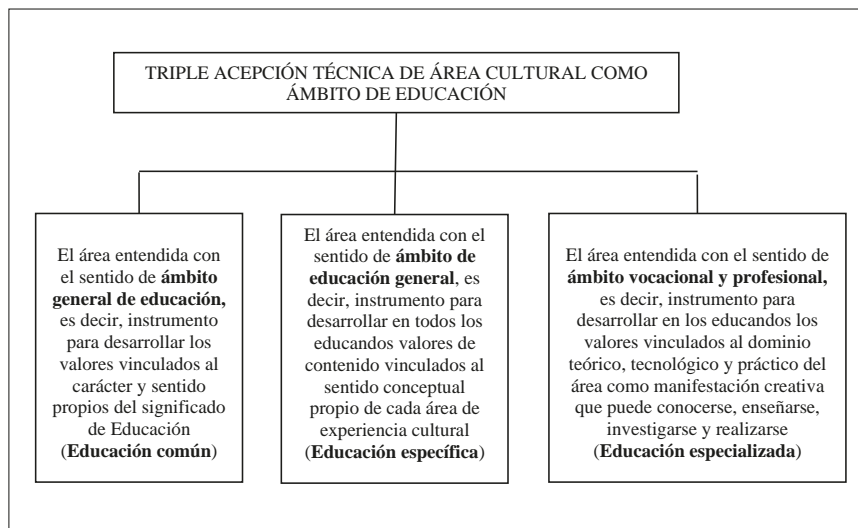 TRIPLE ACEPCIÓN TÉCNICA DE ÁREA CULTURAL COMO
ÁMBITO DE EDUCACIÓN
El área entendida con
el sentido de ámbito
general de educación,
es decir, instrumento
para desarrollar los
valores vinculados al
carácter y sentido
propios del significado
de Educación
(Educación común)
El área entendida con el
sentido de ámbito de
educación general, es
decir, instrumento para
desarrollar en todos los
educandos valores de
contenido vinculados al
sentido conceptual
propio de cada área de
experiencia cultural
(Educación específica)
El área entendida con el sentido de
ámbito vocacional y profesional,
es decir, instrumento para
desarrollar en los educandos los
valores vinculados al dominio
teórico, tecnológico y práctico del
área como manifestación creativa
que puede conocerse, enseñarse,
investigarse y realizarse
(Educación especializada)